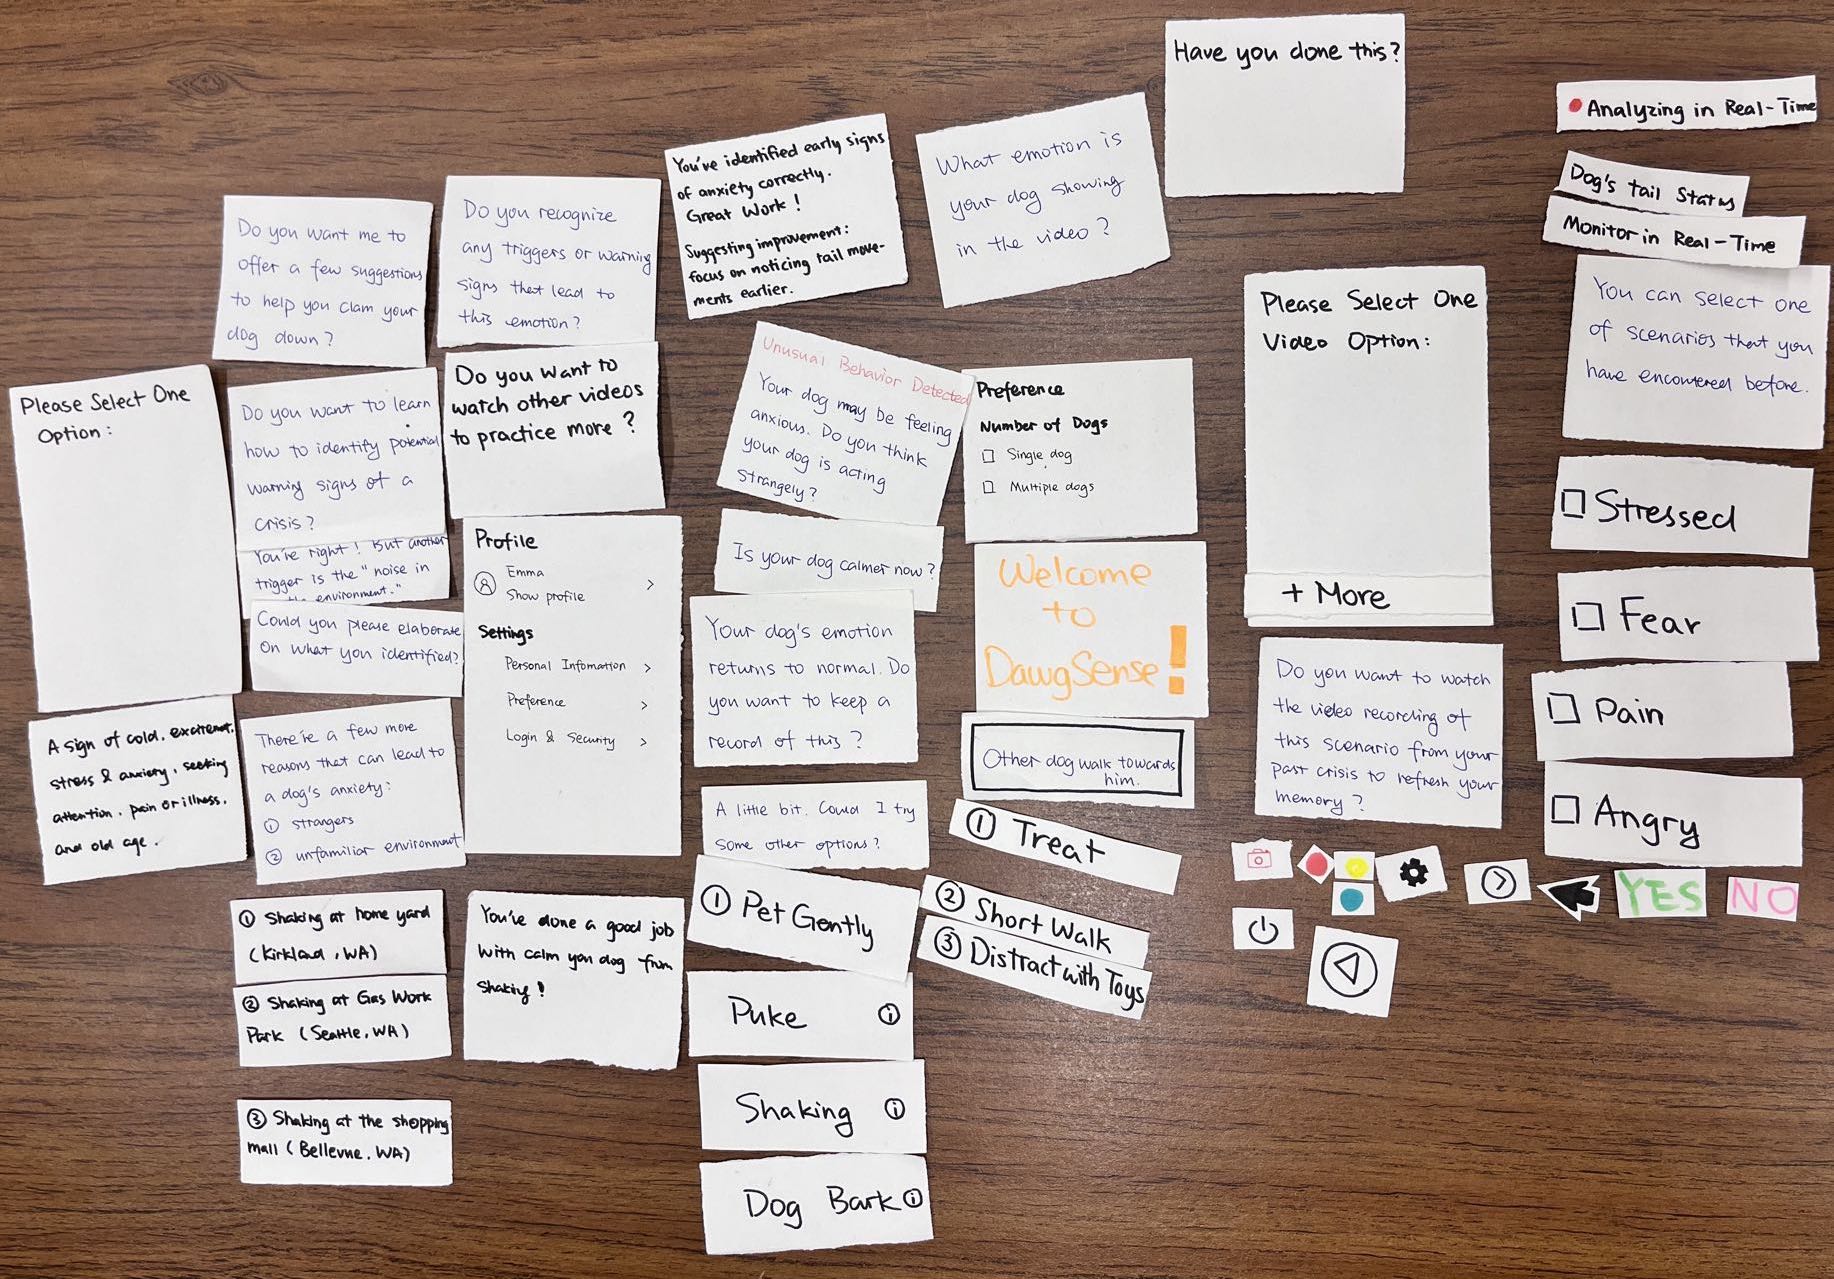 Have you done this?
Analyzing in Real-Time
Dog's tail Status
Monitor in Real-Time
You've identified early signs
of anxiety correctly.
Great Work!
Suggesting improvement:
focus on noticing tail move-
ments earlier.
What emotion is
your dog showing
in the video?
Do you want me to
offer a few suggestions
to help you clam your
dog down?
Do you recognize
any triggers or warning
signs that lead to
this emotion?
Please Select One
Video Option:
+ More
You can select one
of scenarios that you
have encountered before.
Please Select One
Option:
Do you want to learn
how to identify potential
warning signs of a
crisis?
You're right! But another
trigger is the "noise in
environment."
Could you please elaborate
on what you identified?
Do you want to
watch other videos
to practice more?
Unusual Behavior Detected
Your dog may be feeling
anxious. Do you think
your dog is acting
strangely?
Preference
Number of Dogs
Single dog
Multiple dogs
Stressed
Fear
Pain
Angry
Profile
Emma
Show profile
>
Settings
Personal Infomation >
Preference >
Login & Security >
Is your dog calmer now?
Welcome
to
DawgSense!
Your dog's emotion
returns to normal. Do
you want to keep a
record of this?
Do you want to watch
the video recording of
this scenario from your
past crisis to refresh your
memory?
A sign of cold, excitement,
stress & anxiety, seeking
attention, pain or illness,
and old age.
There're a few more
reasons that can lead to
a dog's anxiety:
① strangers
② unfamiliar environment
Other dog walk towards
him.
A little bit. Could I try
some other options?
① Treat
② Short Walk
③ Distract with Toys
① Pet Gently
YES
NO
① Shaking at home yard
(Kirkland, WA)
② Shaking at Gas Work
Park (Seattle, WA)
③ Shaking at the shopping
mall (Bellevue, WA)
You've done a good job
with calm you dog from
shaking!
Puke ⓘ
Shaking ⓘ
Dog Bark ⓘ